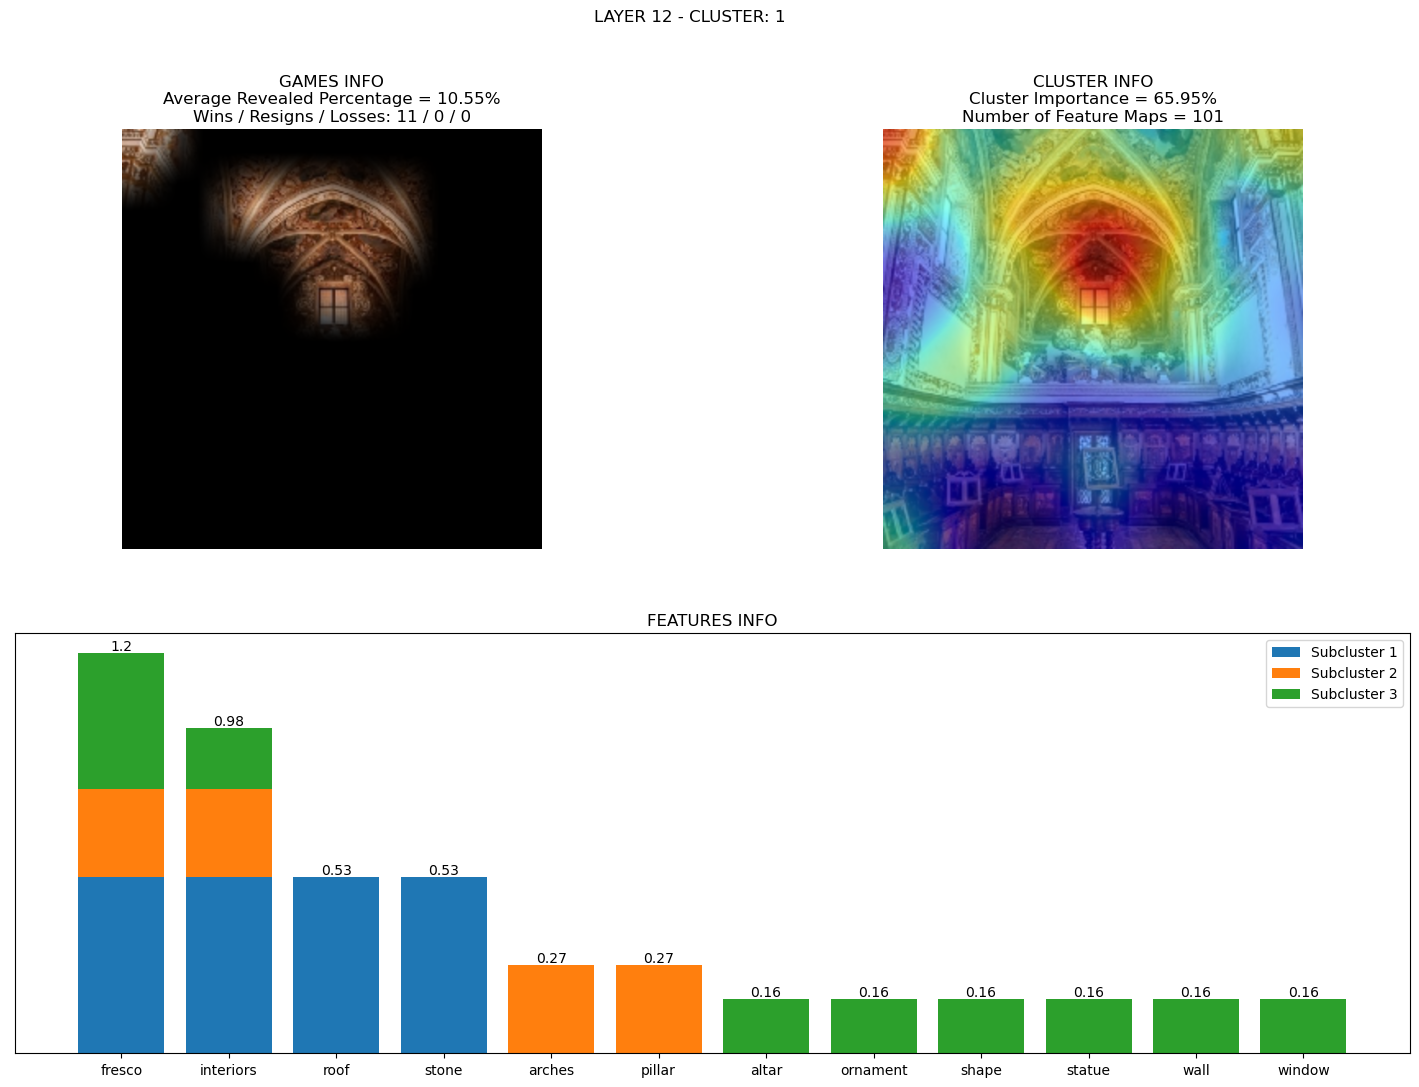 LAYER 12 - CLUSTER: 1
GAMES INFO
Average Revealed Percentage = 10.55%
Wins / Resigns / Losses: 11 / 0 / 0
CLUSTER INFO
Cluster Importance = 65.95%
Number of Feature Maps = 101
FEATURES INFO
Subcluster 1
Subcluster 2
Subcluster 3
1.2
0.98
0.53
0.53
0.27
0.27
0.16
0.16
0.16
0.16
0.16
0.16
fresco
interiors
roof
stone
arches
pillar
altar
ornament
shape
statue
wall
window